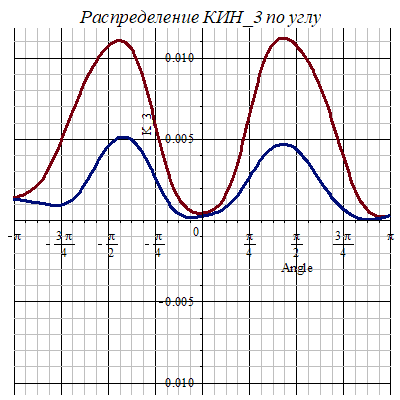 Распределение КИН_3 по углу
0.010
K_3
0.005
-π -3π/4 -π/2 -π/4 0 π/4 π/2 3π/4 π
Angle
-0.005
-0.010